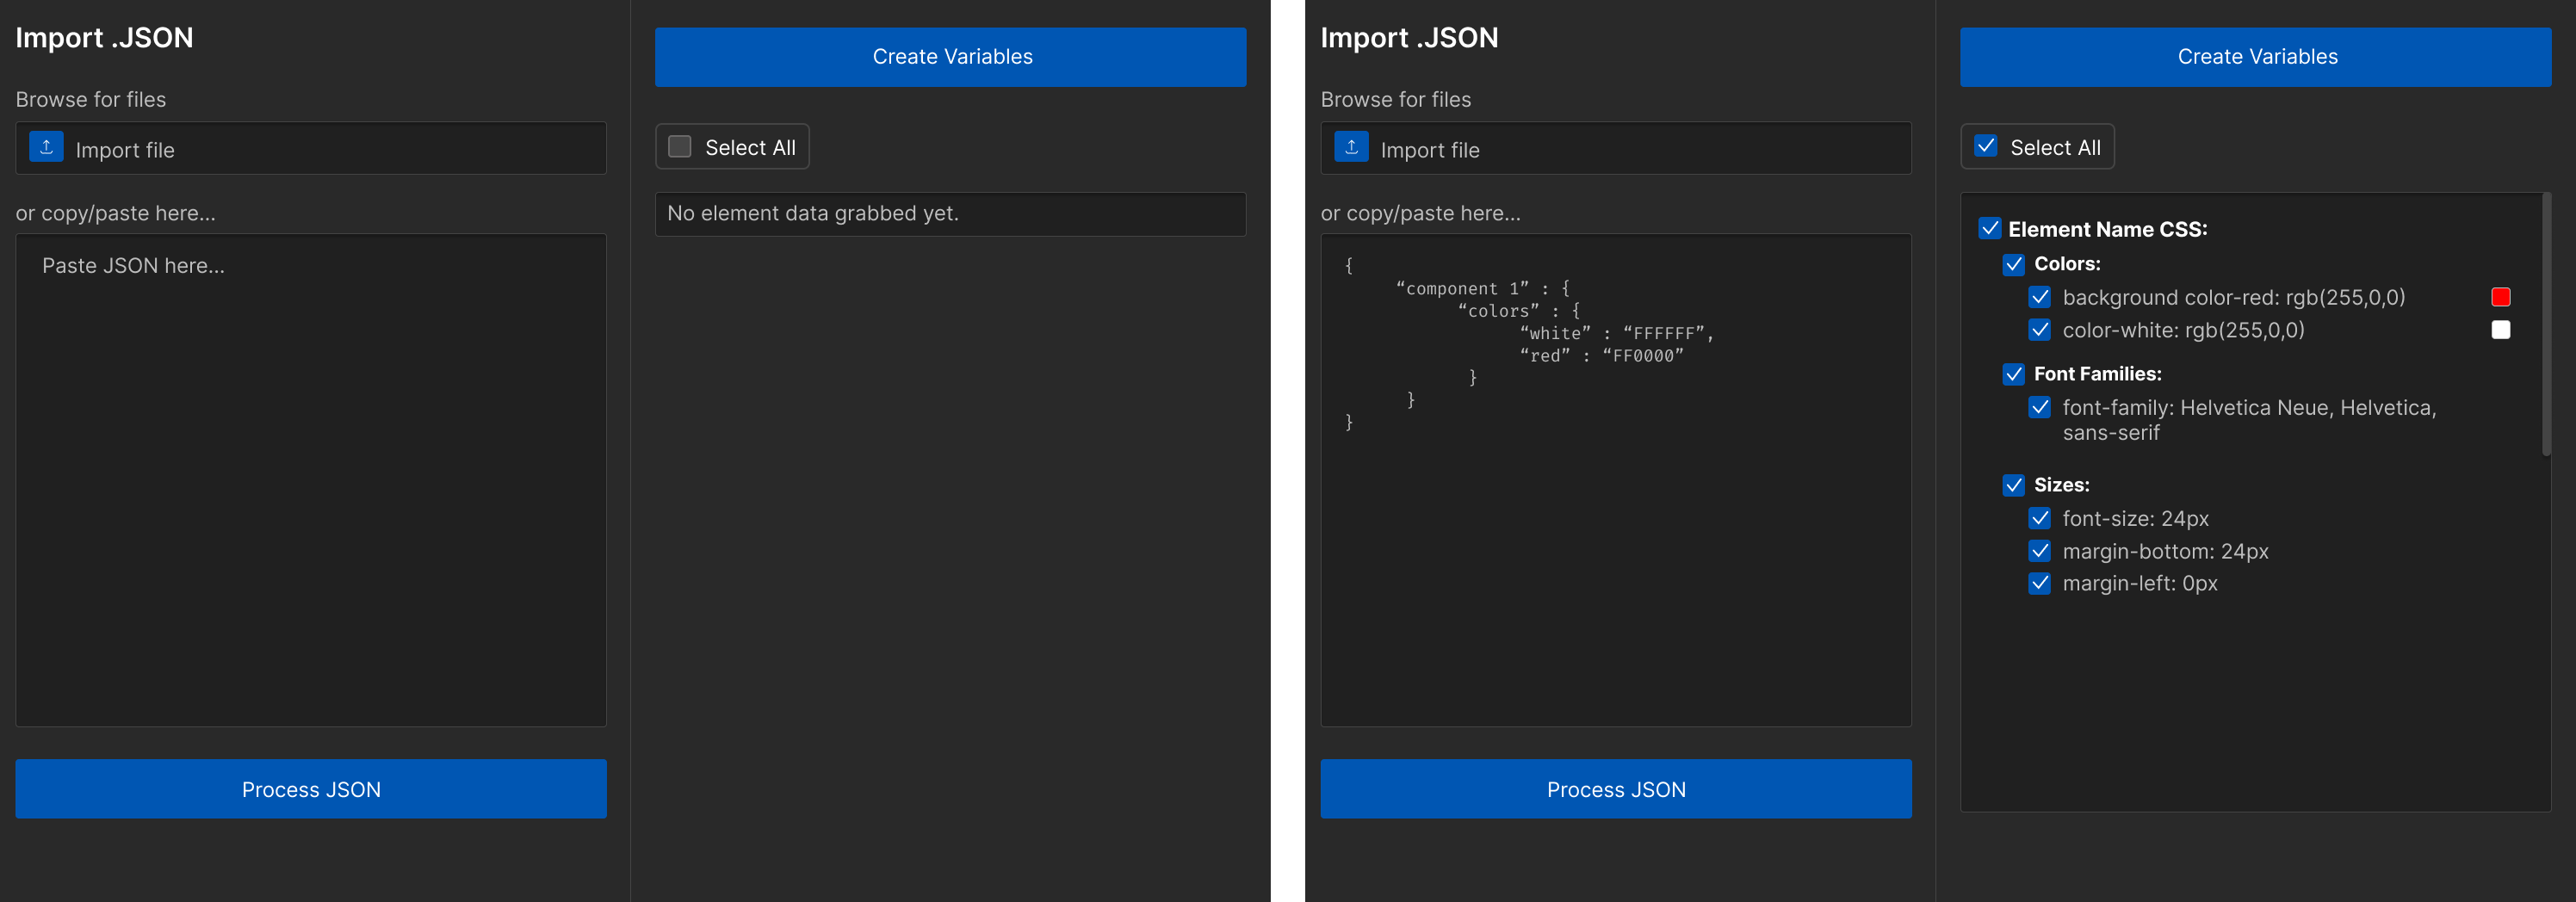 Import .JSON
Browse for files
Import file
or copy/paste here...
Paste JSON here...
Process JSON
Create Variables
Select All
No element data grabbed yet.
Import .JSON
Browse for files
Import file
or copy/paste here...
{
“component 1” : {
“colors” : {
“white” : “FFFFFF”,
“red” : “FF0000”
}
}
}
Process JSON
Create Variables
Select All
Element Name CSS:
Colors:
background color-red: rgb(255,0,0)
color-white: rgb(255,0,0)
Font Families:
font-family: Helvetica Neue, Helvetica,
sans-serif
Sizes:
font-size: 24px
margin-bottom: 24px
margin-left: 0px